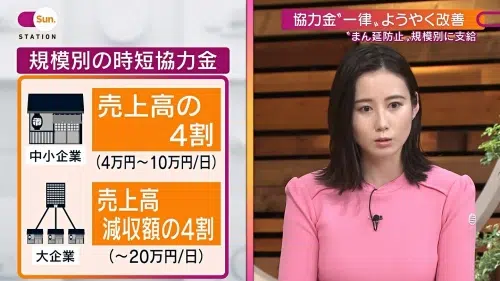 Sun.
STATION
協力金〝一律〟ようやく改善
〝まん延防止〟規模別に支給
規模別の時短協力金
売上高の
4割
中小企業
(4万円～10万円/日)
売上高
減収額の4割
大企業
(～20万円/日)